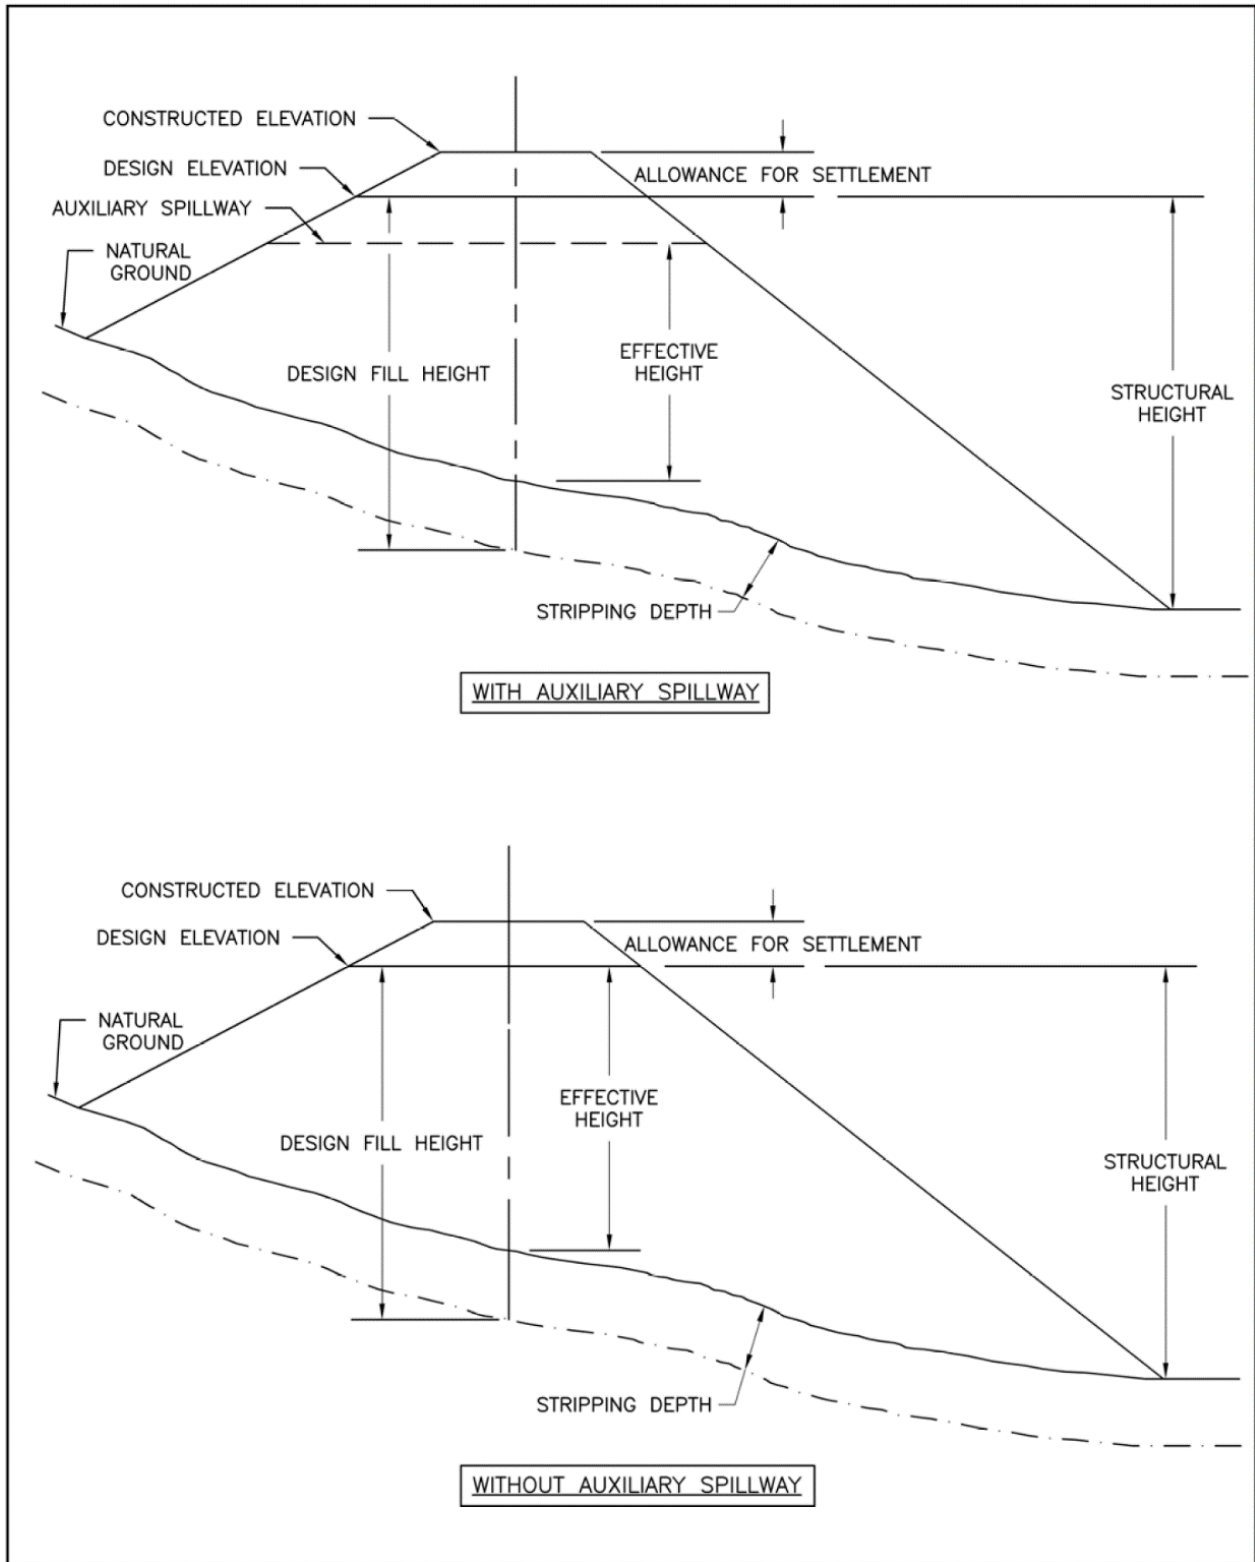 CONSTRUCTED ELEVATION
DESIGN ELEVATION
ALLOWANCE FOR SETTLEMENT
AUXILIARY SPILLWAY
NATURAL
GROUND
DESIGN FILL HEIGHT
EFFECTIVE
HEIGHT
STRUCTURAL
HEIGHT
STRIPPING DEPTH
WITH AUXILIARY SPILLWAY
CONSTRUCTED ELEVATION
DESIGN ELEVATION
ALLOWANCE FOR SETTLEMENT
NATURAL
GROUND
EFFECTIVE
HEIGHT
DESIGN FILL HEIGHT
STRUCTURAL
HEIGHT
STRIPPING DEPTH
WITHOUT AUXILIARY SPILLWAY